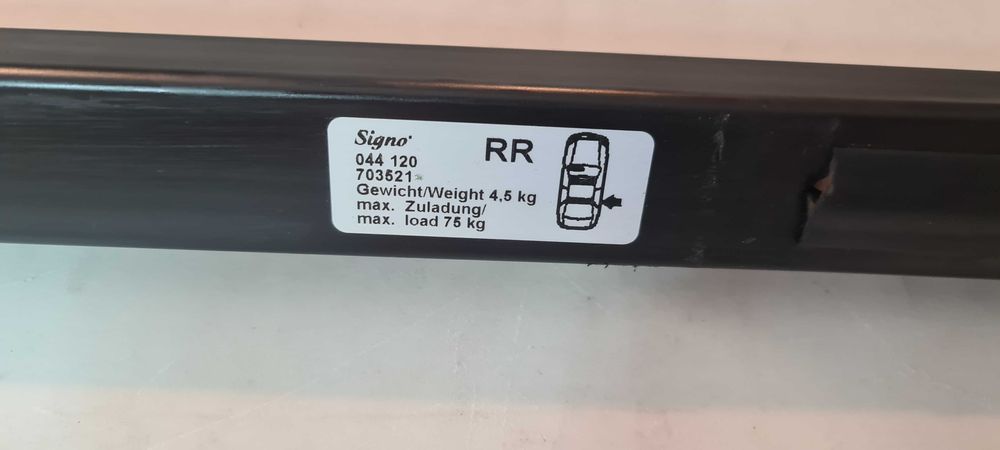 Signo
RR
044 120
703521
Gewicht/Weight 4,5 kg
max. Zuladung/
max. load 75 kg